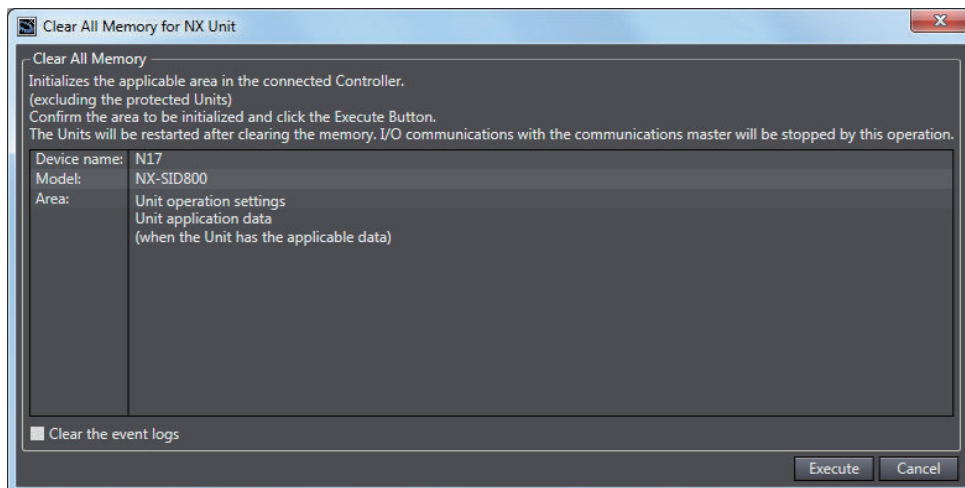 Clear All Memory for NX Unit
Clear All Memory
Initializes the applicable area in the connected Controller.
(excluding the protected Units)
Confirm the area to be initialized and click the Execute Button.
The Units will be restarted after clearing the memory. I/O communications with the communications master will be stopped by this operation.
Device name: N17
Model: NX-SID800
Area: Unit operation settings
Unit application data
(when the Unit has the applicable data)
Clear the event logs
Execute Cancel